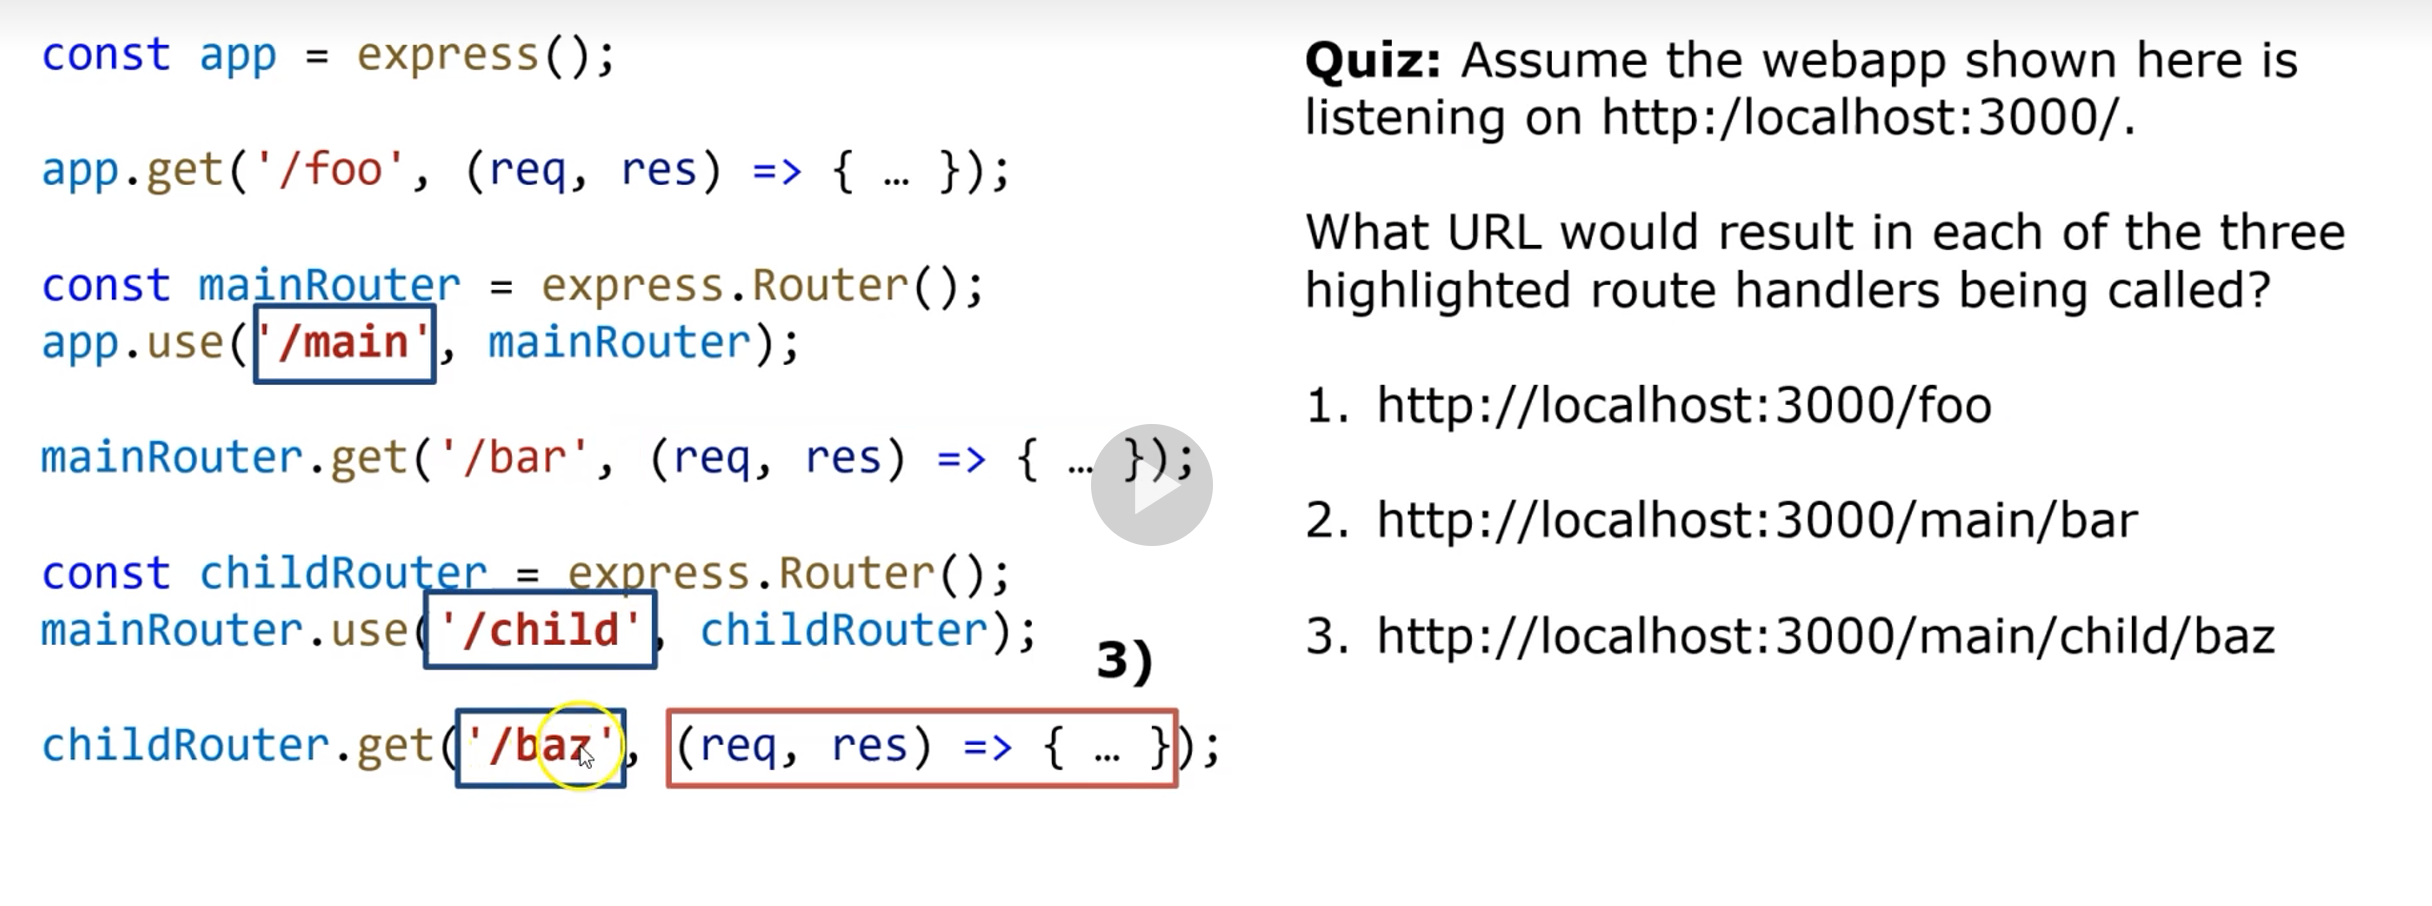 const app = express();
app.get('/foo', (req, res) => { … });
const mainRouter = express.Router();
app.use('/main', mainRouter);
mainRouter.get('/bar', (req, res) => { … });
const childRouter = express.Router();
mainRouter.use('/child', childRouter);
3)
childRouter.get('/baz', (req, res) => { … });
Quiz: Assume the webapp shown here is
listening on http:/localhost:3000/.
What URL would result in each of the three
highlighted route handlers being called?
1. http://localhost:3000/foo
2. http://localhost:3000/main/bar
3. http://localhost:3000/main/child/baz